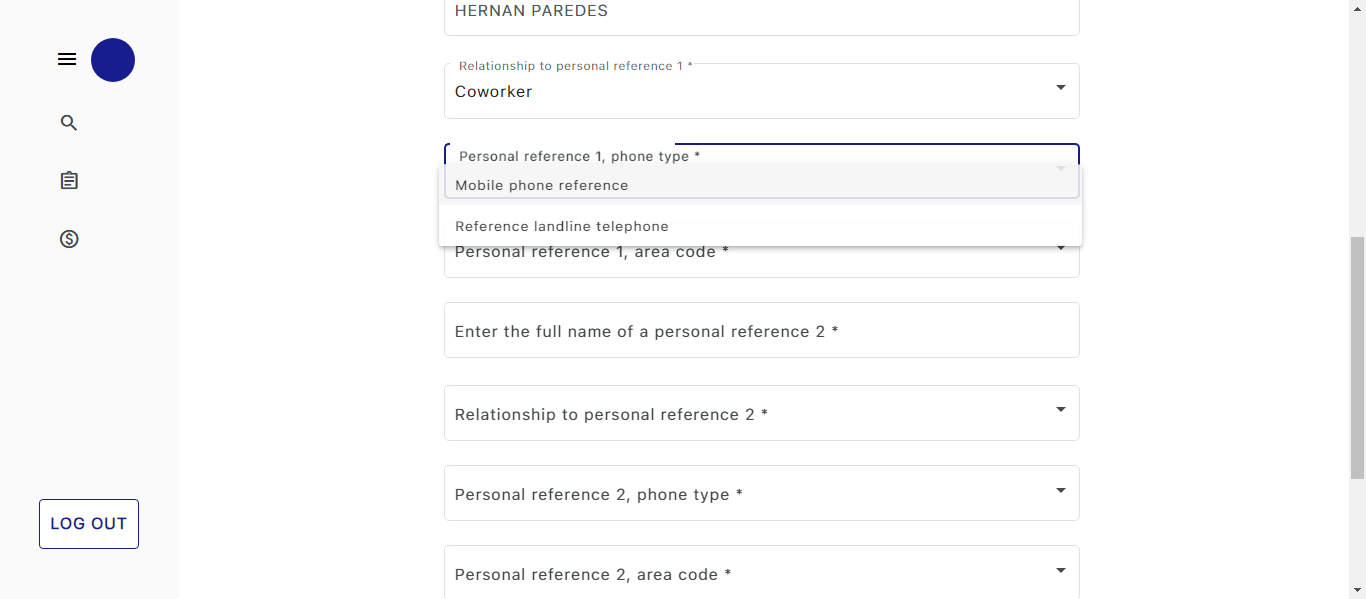 HERNAN PAREDES
Relationship to personal reference 1 *
Coworker
Personal reference 1, phone type *
Mobile phone reference
Reference landline telephone
Personal reference 1, area code *
Enter the full name of a personal reference 2 *
Relationship to personal reference 2 *
Personal reference 2, phone type *
LOG OUT
Personal reference 2, area code *